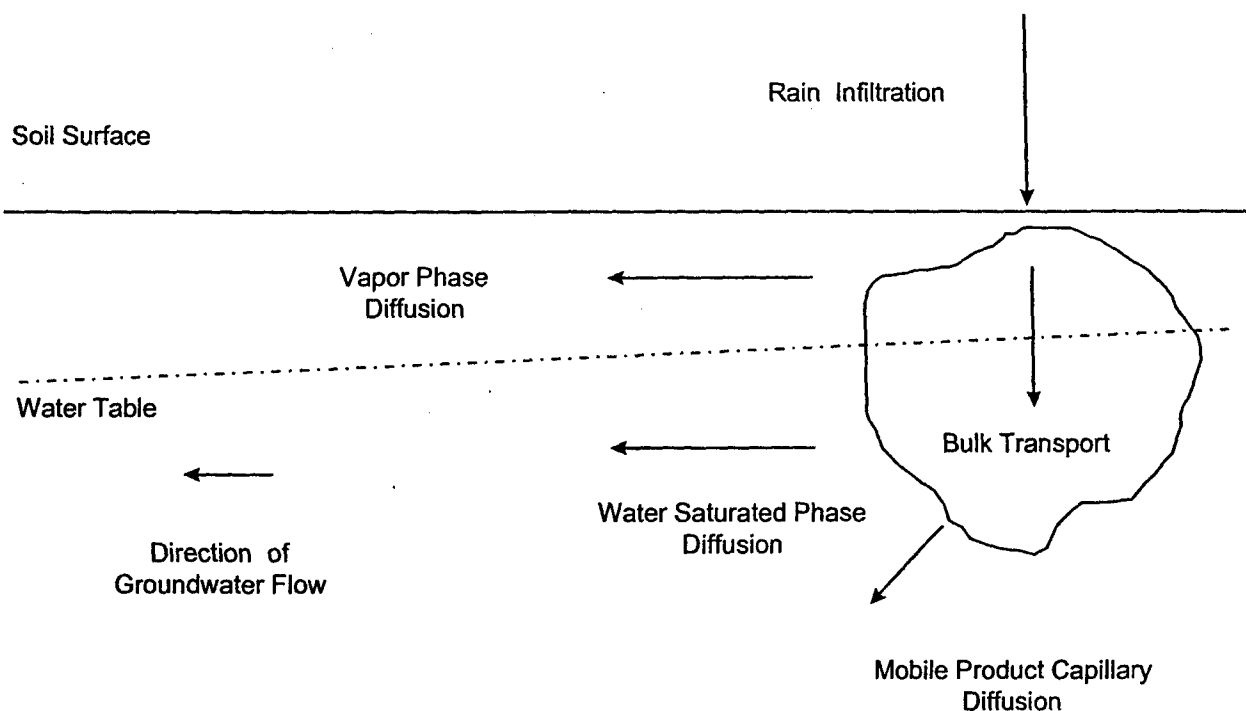 Rain Infiltration
Soil Surface
Vapor Phase
Diffusion
Water Table
Bulk Transport
Water Saturated Phase
Diffusion
Direction of
Groundwater Flow
Mobile Product Capillary
Diffusion